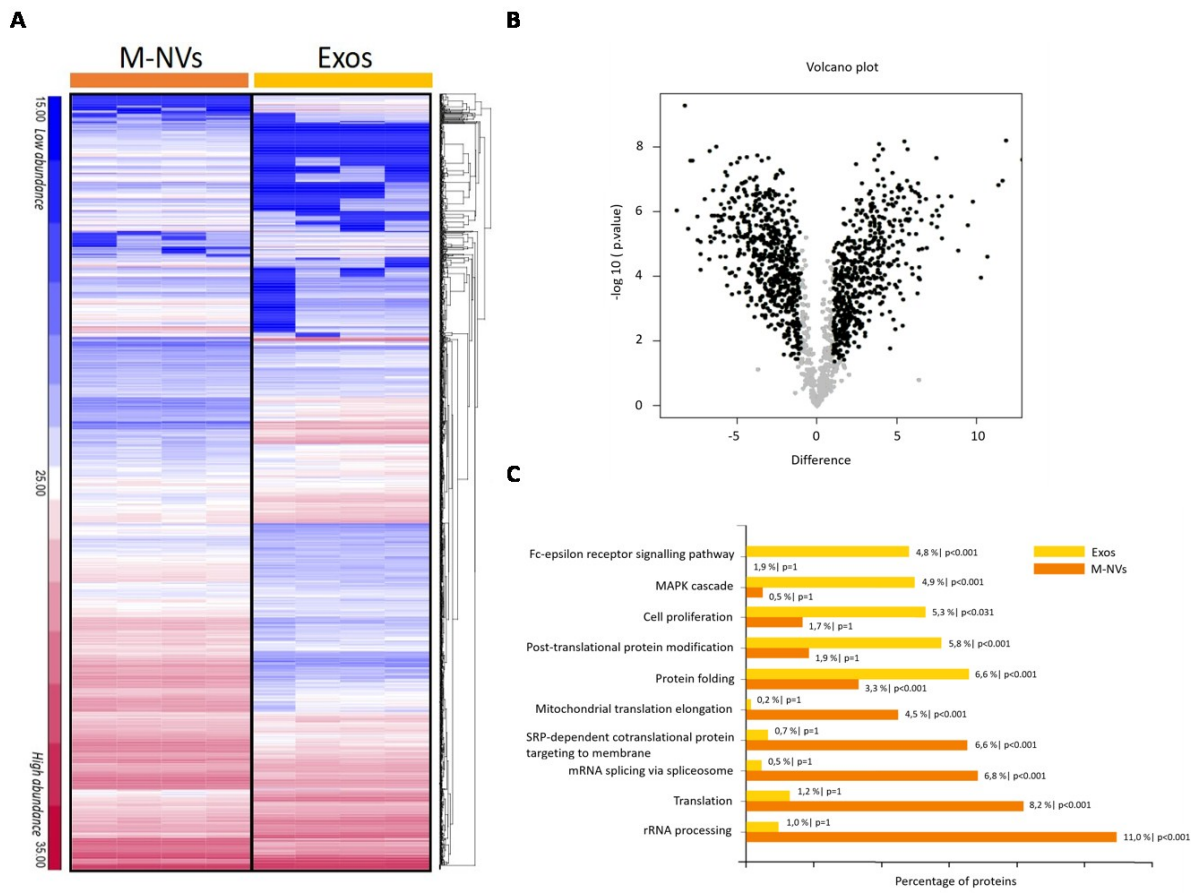 A
M-NVs
Exos
15.00
Low abundance
25.00
High abundance
35.00
B
Volcano plot
-log 10 ( p.value)
8
6
4
2
0
-5
0
5
10
Difference
C
Exos
M-NVs
Fc-epsilon receptor signalling pathway
4,8 %| p<0.001
1,9 %| p=1
MAPK cascade
4,9 %| p<0.001
0,5 %| p=1
Cell proliferation
5,3 %| p<0.031
1,7 %| p=1
Post-translational protein modification
5,8 %| p<0.001
1,9 %| p=1
Protein folding
6,6 %| p<0.001
3,3 %| p<0.001
Mitochondrial translation elongation
0,2 %| p=1
4,5 %| p<0.001
SRP-dependent cotranslational protein
targeting to membrane
0,7 %| p=1
6,6 %| p<0.001
mRNA splicing via spliceosome
0,5 %| p=1
6,8 %| p<0.001
Translation
1,2 %| p=1
8,2 %| p<0.001
rRNA processing
1,0 %| p=1
11,0 %| p<0.001
Percentage of proteins